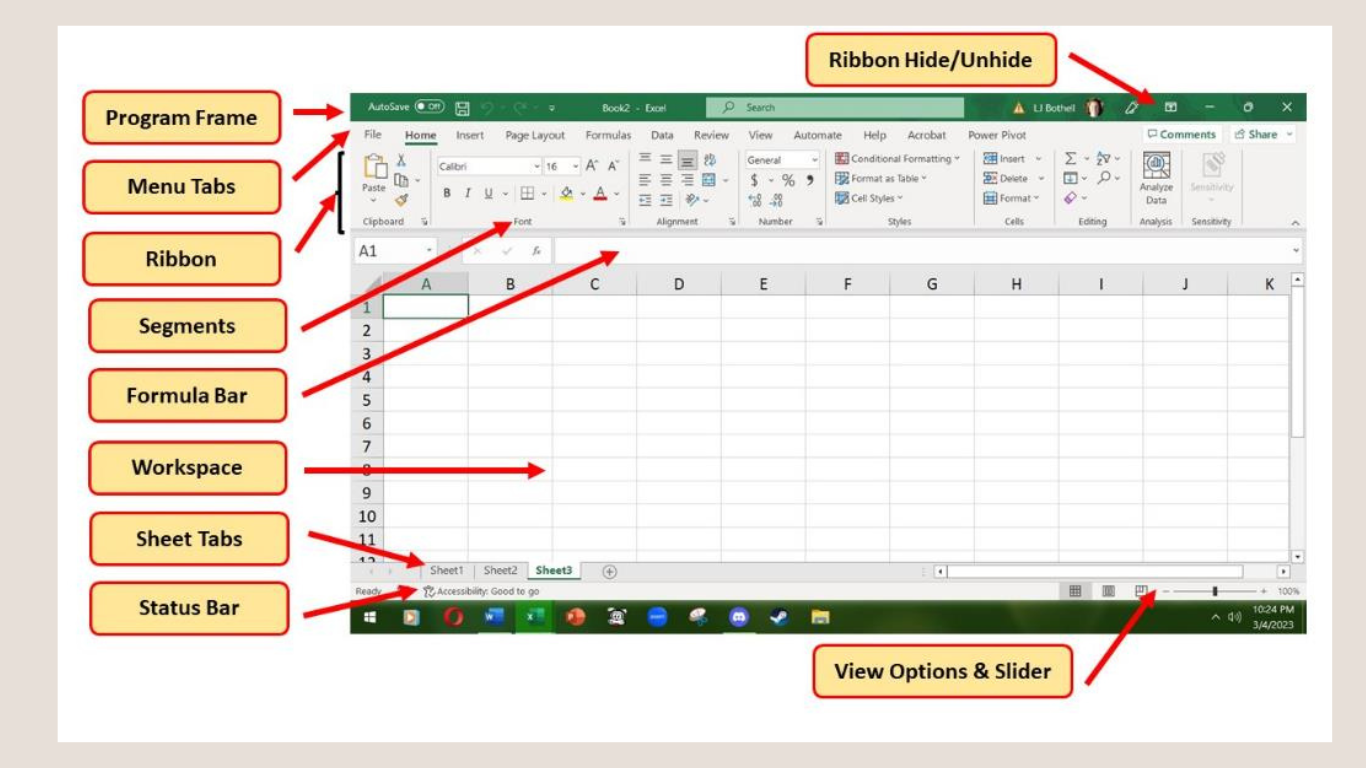 Ribbon Hide/Unhide
Program Frame
Menu Tabs
Ribbon
Segments
Formula Bar
Workspace
Sheet Tabs
Status Bar
View Options & Slider
AutoSave Off Book2 - Excel Search LJ Bothell
File Home Insert Page Layout Formulas Data Review View Automate Help Acrobat Power Pivot Comments Share
Paste
Calibri 16 A^ A˅
B I U A
General
$ % 9
Conditional Formatting
Format as Table
Cell Styles
Insert
Delete
Format
Analyze
Data
Sensitivity
Clipboard Font Alignment Number Styles Cells Editing Analysis Sensitivity
A1 fx
A B C D E F G H I J K
1
2
3
4
5
6
7
8
9
10
11
12
Sheet1 Sheet2 Sheet3
Ready Accessibility: Good to go 100%
10:24 PM
3/4/2023